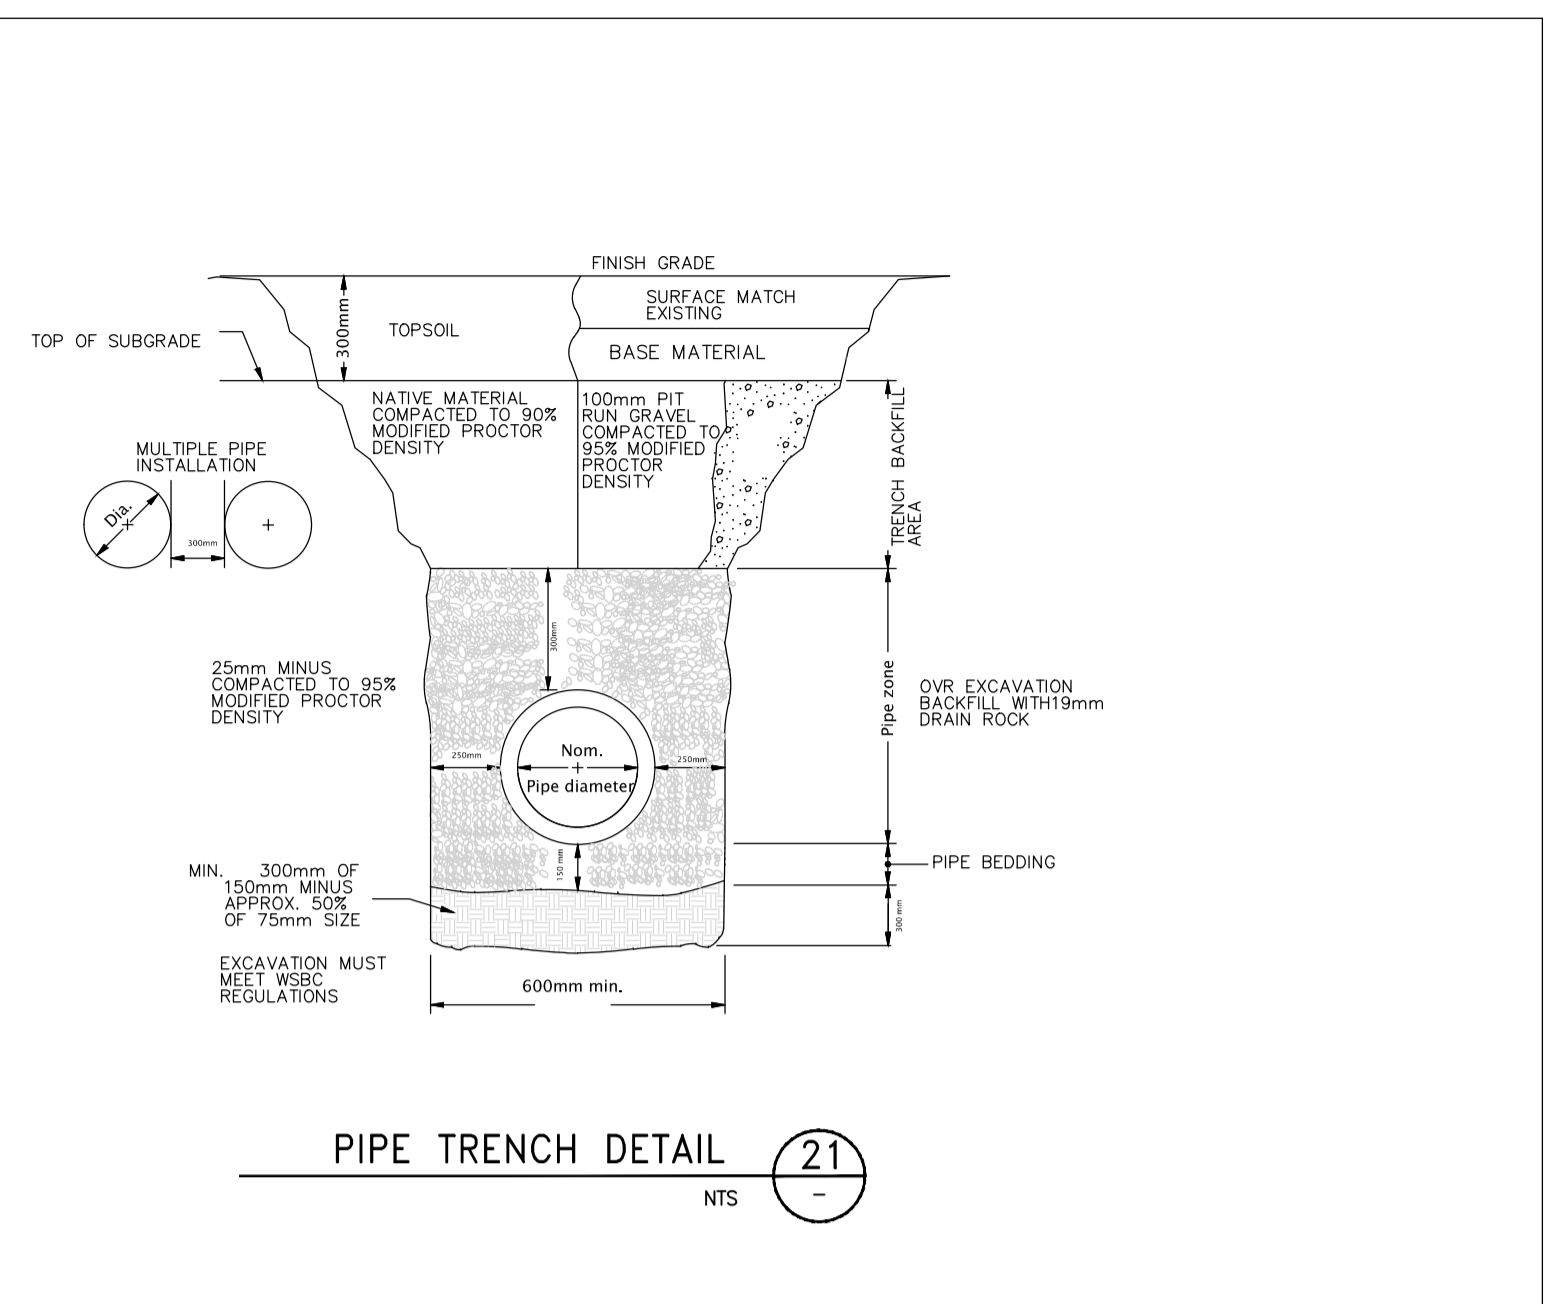 FINISH GRADE
SURFACE MATCH
EXISTING
TOPSOIL
300mm
BASE MATERIAL
TOP OF SUBGRADE
NATIVE MATERIAL
COMPACTED TO 90%
MODIFIED PROCTOR
DENSITY
100mm PIT
RUN GRAVEL
COMPACTED TO
95% MODIFIED
PROCTOR
DENSITY
TRENCH BACKFILL
AREA
MULTIPLE PIPE
INSTALLATION
Dia.
300mm
300mm
25mm MINUS
COMPACTED TO 95%
MODIFIED PROCTOR
DENSITY
Pipe zone
OVR EXCAVATION
BACKFILL WITH19mm
DRAIN ROCK
250mm
Nom.
Pipe diameter
250mm
150 mm
PIPE BEDDING
MIN. 300mm OF
150mm MINUS
APPROX. 50%
OF 75mm SIZE
300 mm
EXCAVATION MUST
MEET WSBC
REGULATIONS
600mm min.
PIPE TRENCH DETAIL
21
NTS
-